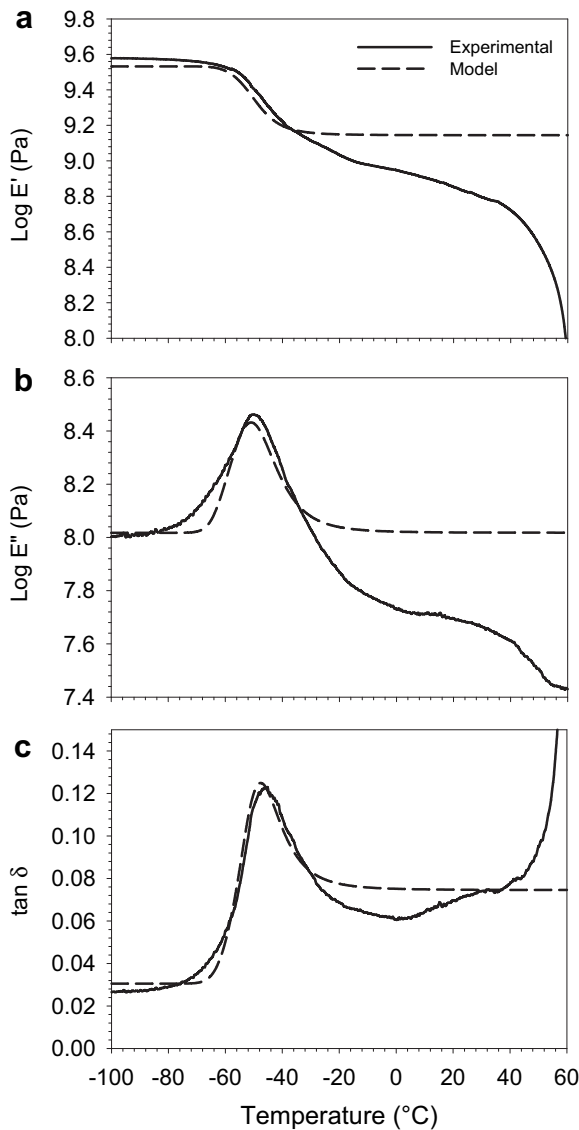 a
9.8
9.6
9.4
9.2
9.0
8.8
8.6
8.4
8.2
8.0
Log E' (Pa)
Experimental
Model
b
8.6
8.4
8.2
8.0
7.8
7.6
7.4
Log E" (Pa)
c
0.14
0.12
0.10
0.08
0.06
0.04
0.02
0.00
tan δ
-100 -80 -60 -40 -20 0 20 40 60
Temperature (°C)